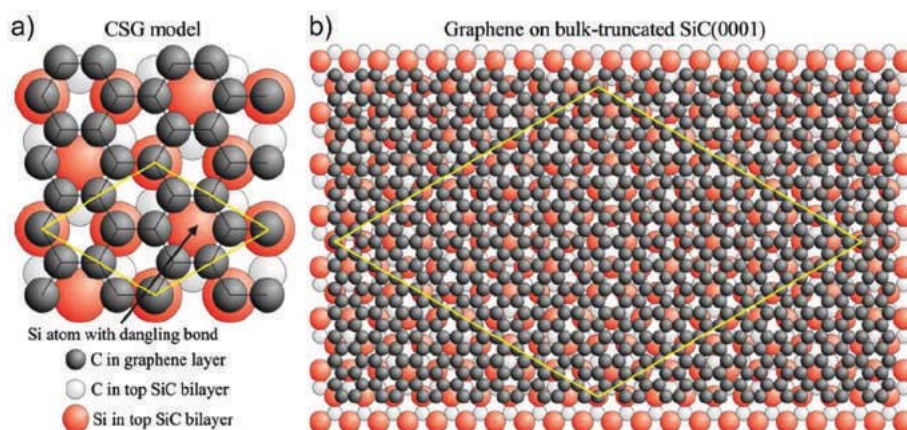 a)
CSG model
b)
Graphene on bulk-truncated SiC(0001)
Si atom with dangling bond
C in graphene layer
C in top SiC bilayer
Si in top SiC bilayer